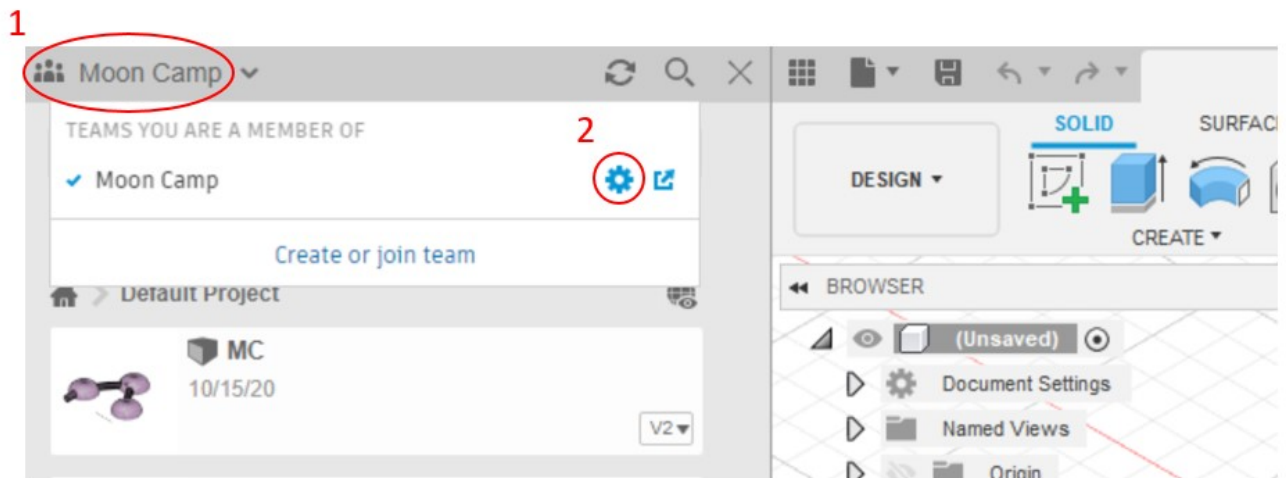 1
Moon Camp
TEAMS YOU ARE A MEMBER OF
2
Moon Camp
Create or join team
Default Project
MC
10/15/20
V2
SOLID
SURFAC
DESIGN
CREATE
BROWSER
(Unsaved)
Document Settings
Named Views
Origin